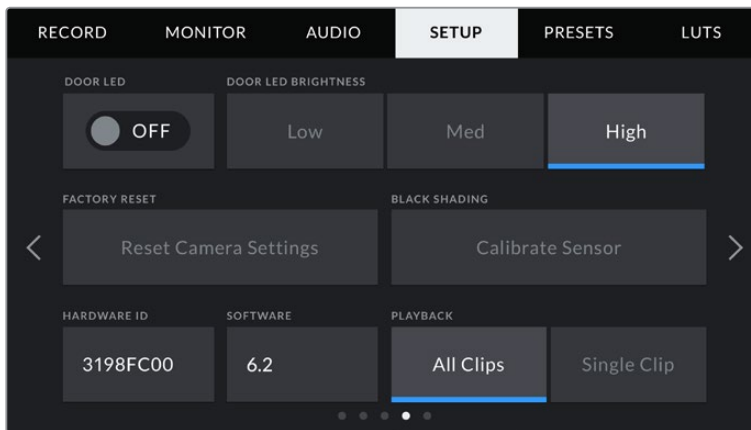 RECORD MONITOR AUDIO SETUP PRESETS LUTS
DOOR LED DOOR LED BRIGHTNESS
OFF Low Med High
FACTORY RESET BLACK SHADING
Reset Camera Settings Calibrate Sensor
HARDWARE ID SOFTWARE PLAYBACK
3198FC00 6.2 All Clips Single Clip